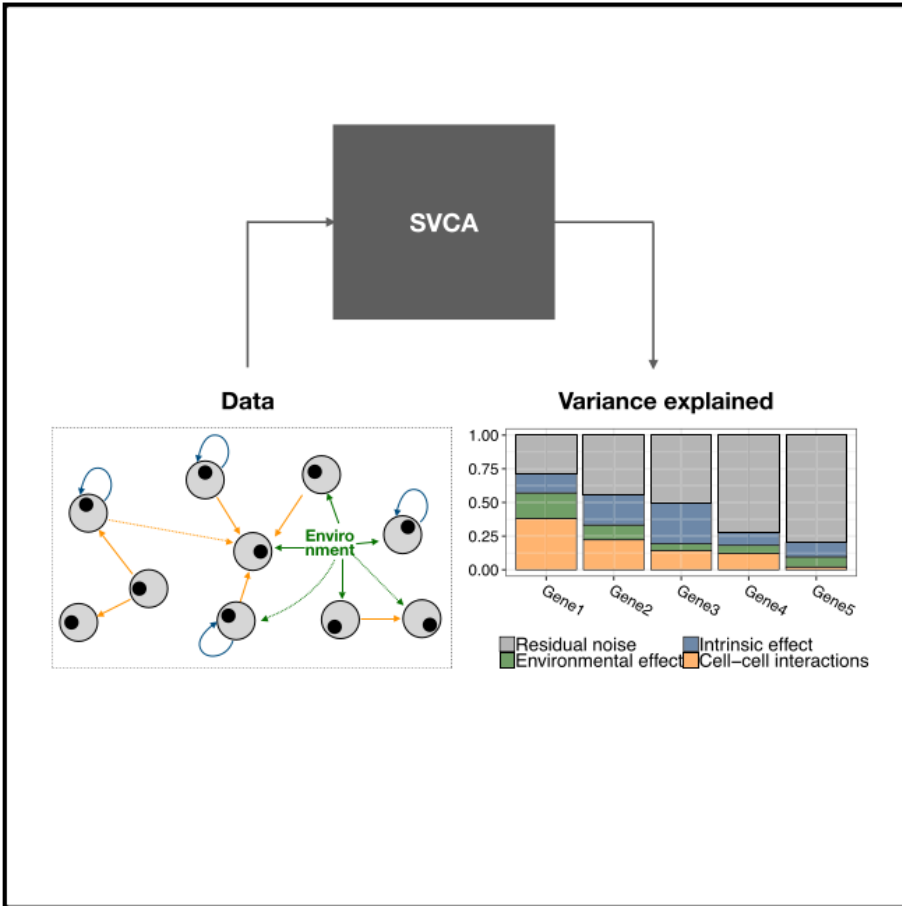 SVCA
Data
Enviro
nment
Variance explained
1.00
0.75
0.50
0.25
0.00
Gene1
Gene2
Gene3
Gene4
Gene5
Residual noise
Intrinsic effect
Environmental effect
Cell-cell interactions